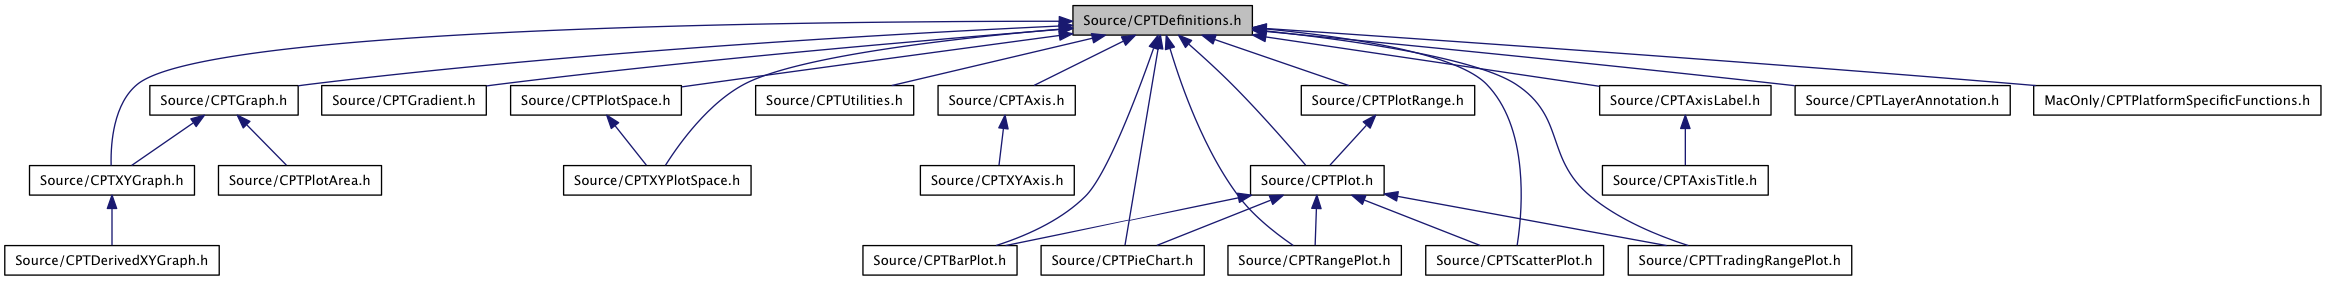 Source/CPTDefinitions.h
Source/CPTGraph.h
Source/CPTGradient.h
Source/CPTPlotSpace.h
Source/CPTUtilities.h
Source/CPTAxis.h
Source/CPTPlotRange.h
Source/CPTAxisLabel.h
Source/CPTLayerAnnotation.h
MacOnly/CPTPlatformSpecificFunctions.h
Source/CPTXYGraph.h
Source/CPTPlotArea.h
Source/CPTXYPlotSpace.h
Source/CPTXYAxis.h
Source/CPTPlot.h
Source/CPTAxisTitle.h
Source/CPTDerivedXYGraph.h
Source/CPTBarPlot.h
Source/CPTPieChart.h
Source/CPTRangePlot.h
Source/CPTScatterPlot.h
Source/CPTTradingRangePlot.h